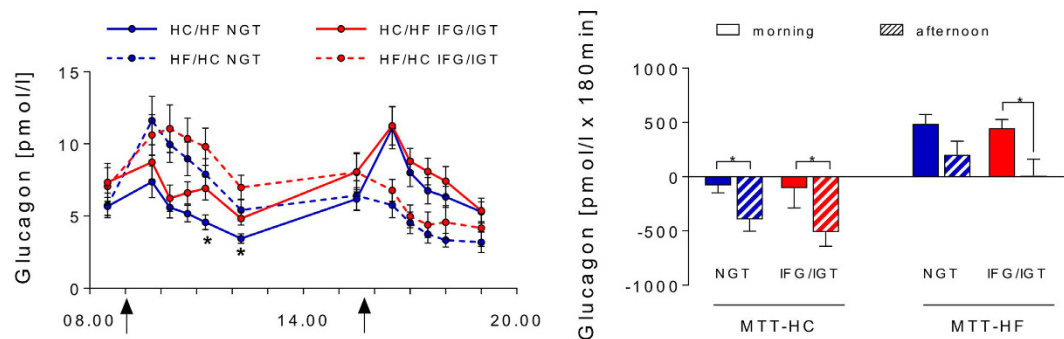 HC/HF NGT
HC/HF IFG/IGT
HF/HC NGT
HF/HC IFG/IGT
Glucagon [pmol/l]
15
10
5
0
*
*
08.00
14.00
20.00
morning
afternoon
Glucagon [pmol/l x 180min]
1000
500
0
-500
-1000
*
*
*
NGT
IFG/IGT
NGT
IFG/IGT
MTT-HC
MTT-HF